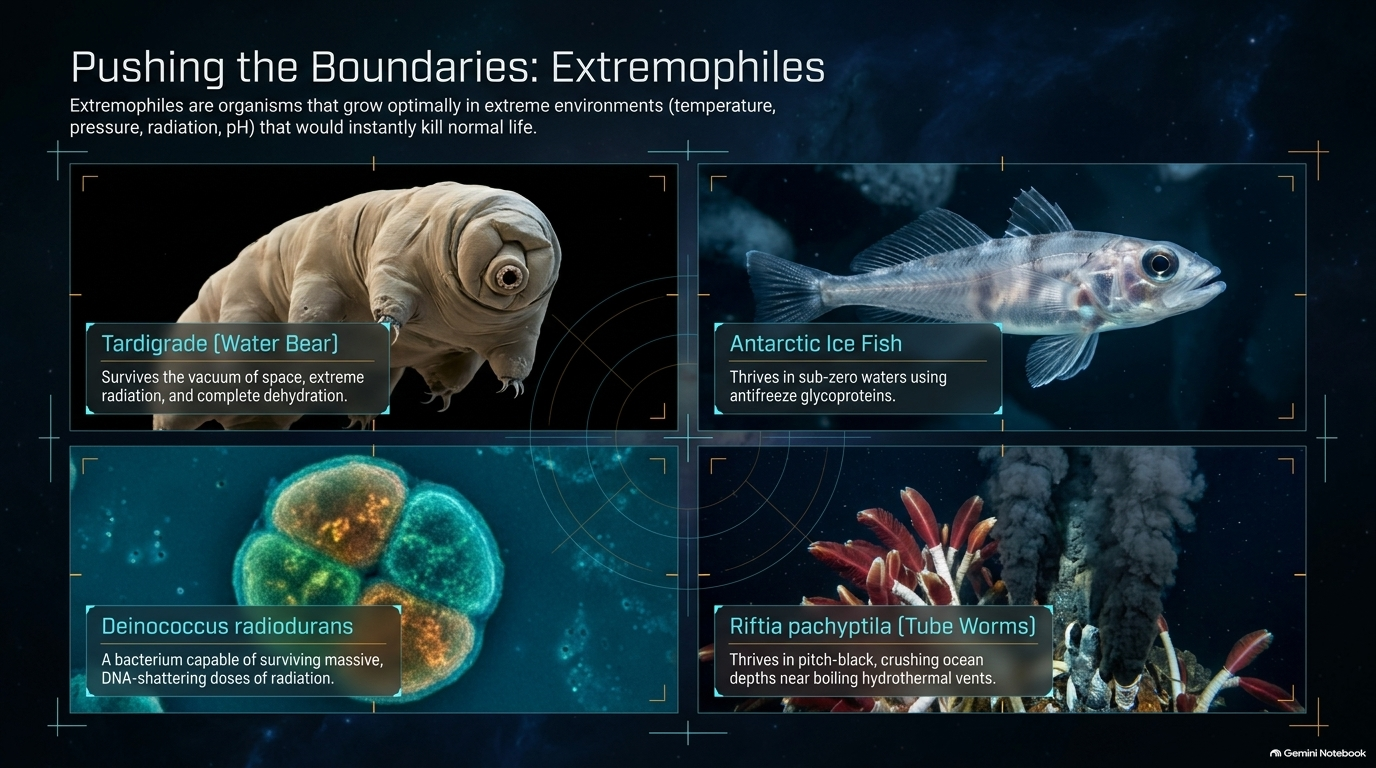 Pushing the Boundaries: Extremophiles
Extremophiles are organisms that grow optimally in extreme environments (temperature,
pressure, radiation, pH) that would instantly kill normal life.
Tardigrade (Water Bear)
Survives the vacuum of space, extreme
radiation, and complete dehydration.
Antarctic Ice Fish
Thrives in sub-zero waters using
antifreeze glycoproteins.
Deinococcus radiodurans
A bacterium capable of surviving massive,
DNA-shattering doses of radiation.
Riftia pachyptila (Tube Worms)
Thrives in pitch-black, crushing ocean
depths near boiling hydrothermal vents.
Gemini Notebook